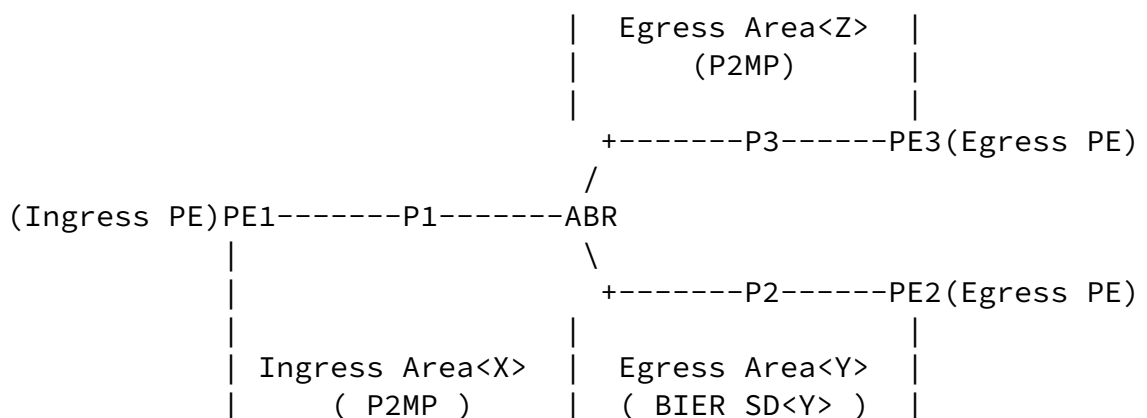 |  Egress Area<Z>  |
                              |      (P2MP)      |
                              |                  |
                                +-------P3------PE3(Egress PE)
                               /
(Ingress PE)PE1-------P1-------ABR
            |                  \
            |                   +-------P2------PE2(Egress PE)
            |                 |                  |
            | Ingress Area<X> |  Egress Area<Y>  |
            |     ( P2MP )    |  ( BIER SD<Y> )  |